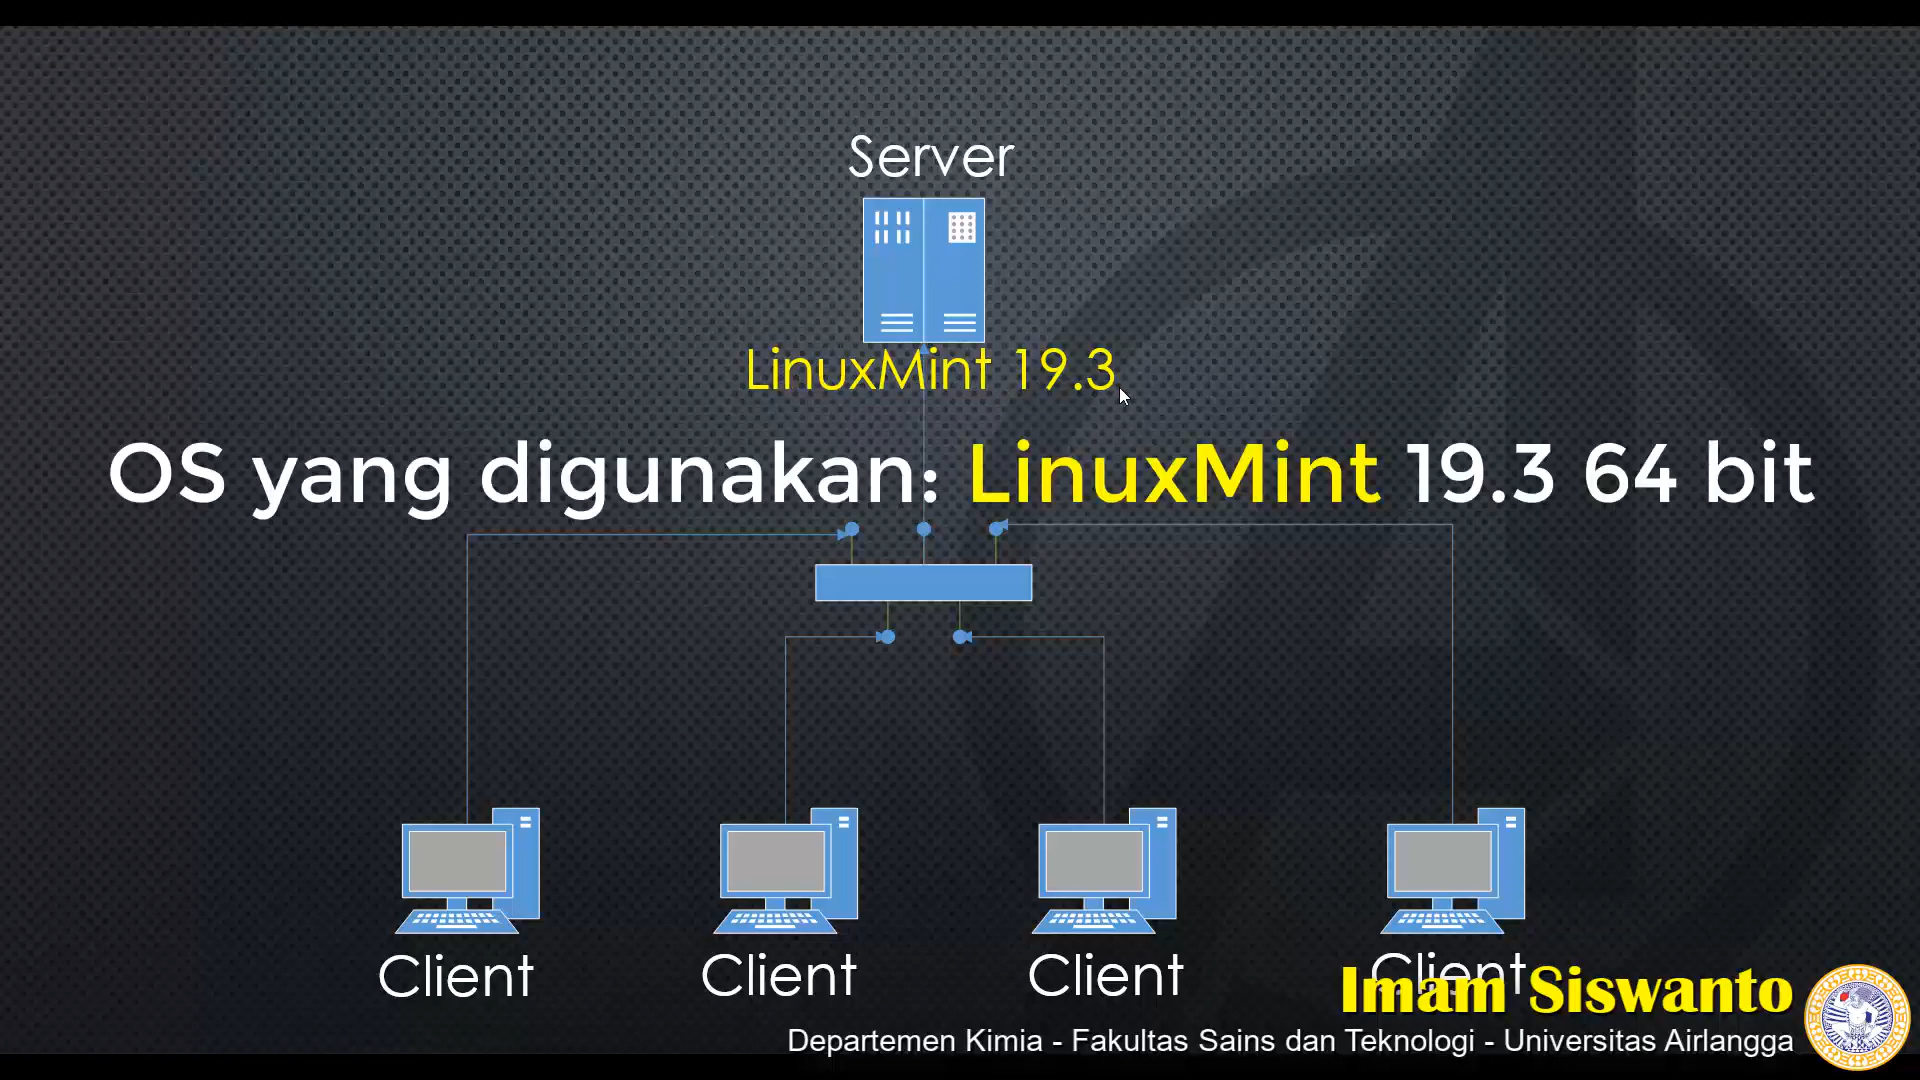 Server
LinuxMint 19.3
OS yang digunakan: LinuxMint 19.3 64 bit
Client Client Client Client
Imam Siswanto
Departemen Kimia - Fakultas Sains dan Teknologi - Universitas Airlangga